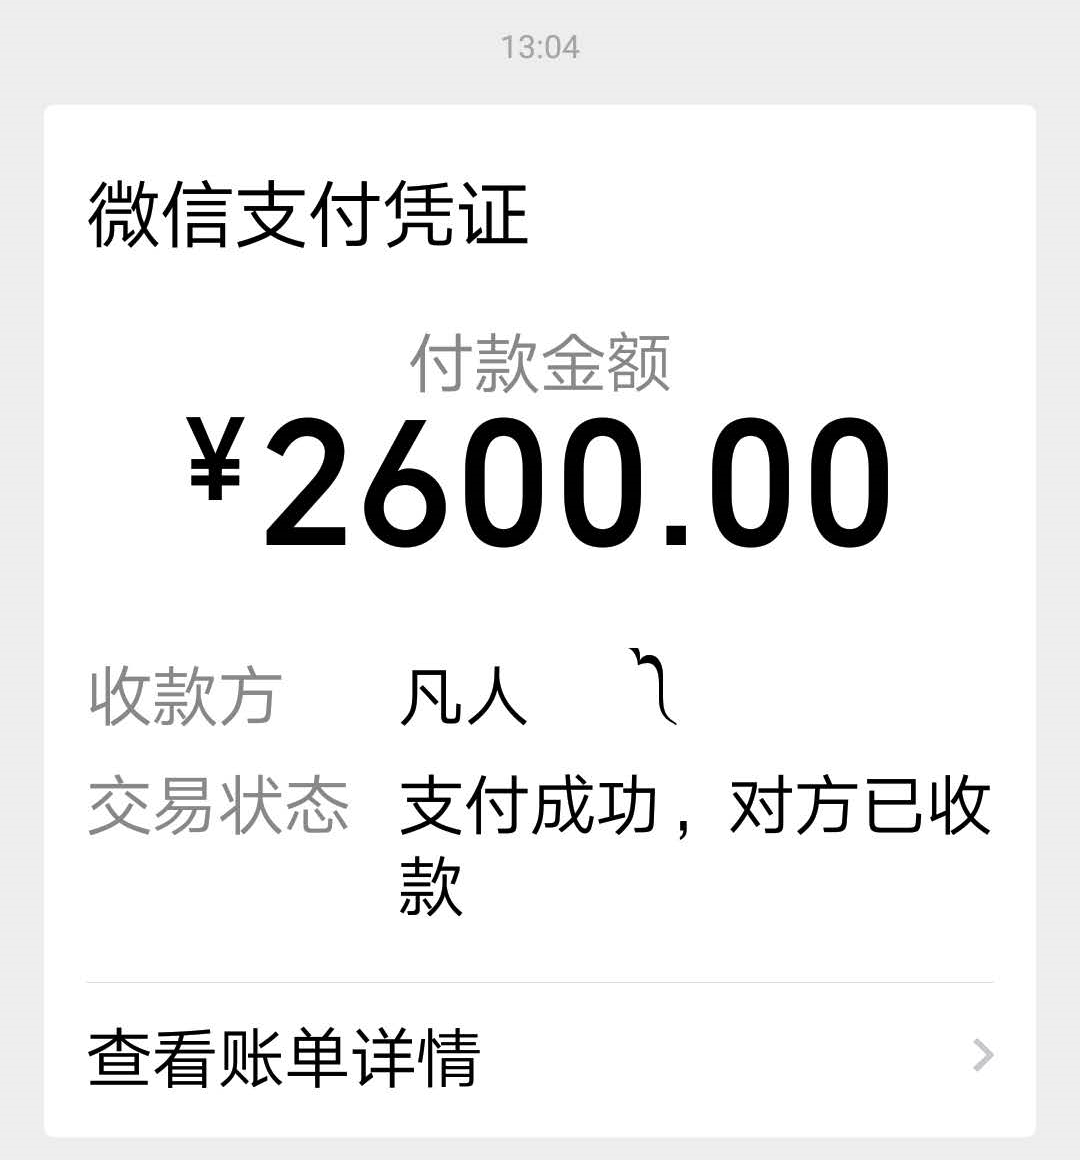 13:04
微信支付凭证
付款金额
¥2600.00
收款方 凡人
交易状态 支付成功，对方已收
款
查看账单详情